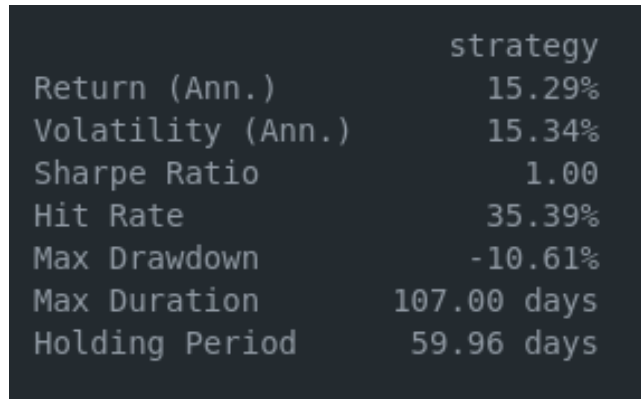 strategy
Return (Ann.) 15.29%
Volatility (Ann.) 15.34%
Sharpe Ratio 1.00
Hit Rate 35.39%
Max Drawdown -10.61%
Max Duration 107.00 days
Holding Period 59.96 days